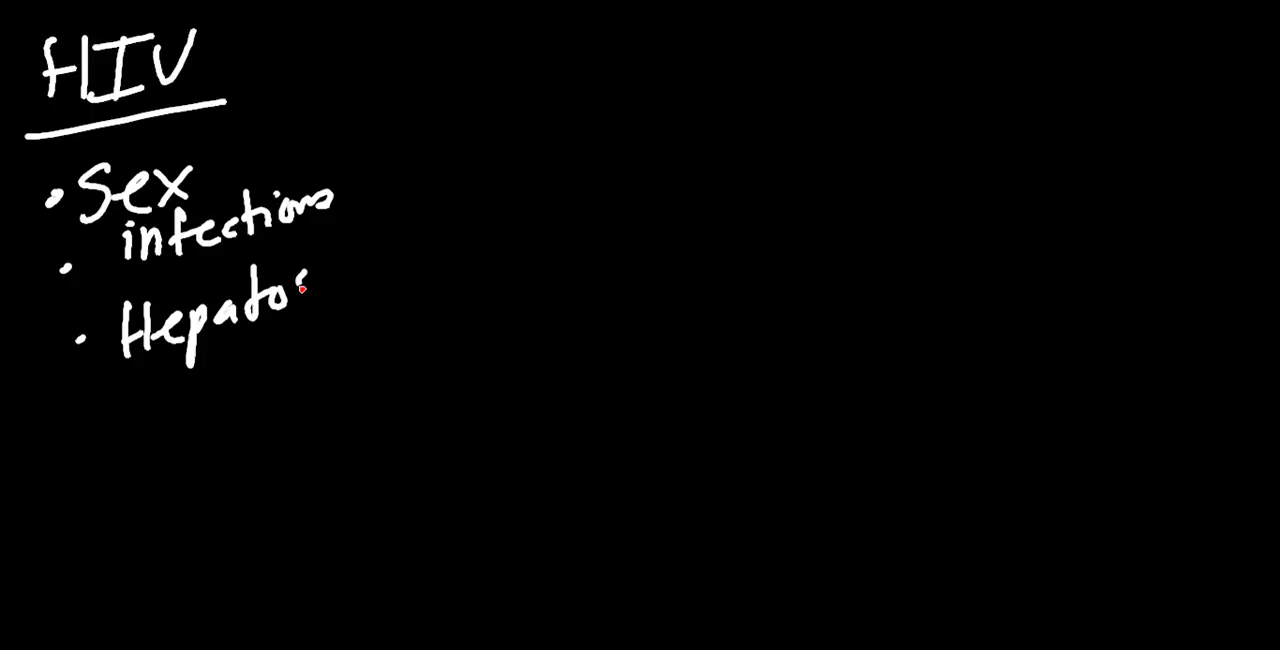 HIV
• Sex
• infections
• Hepato